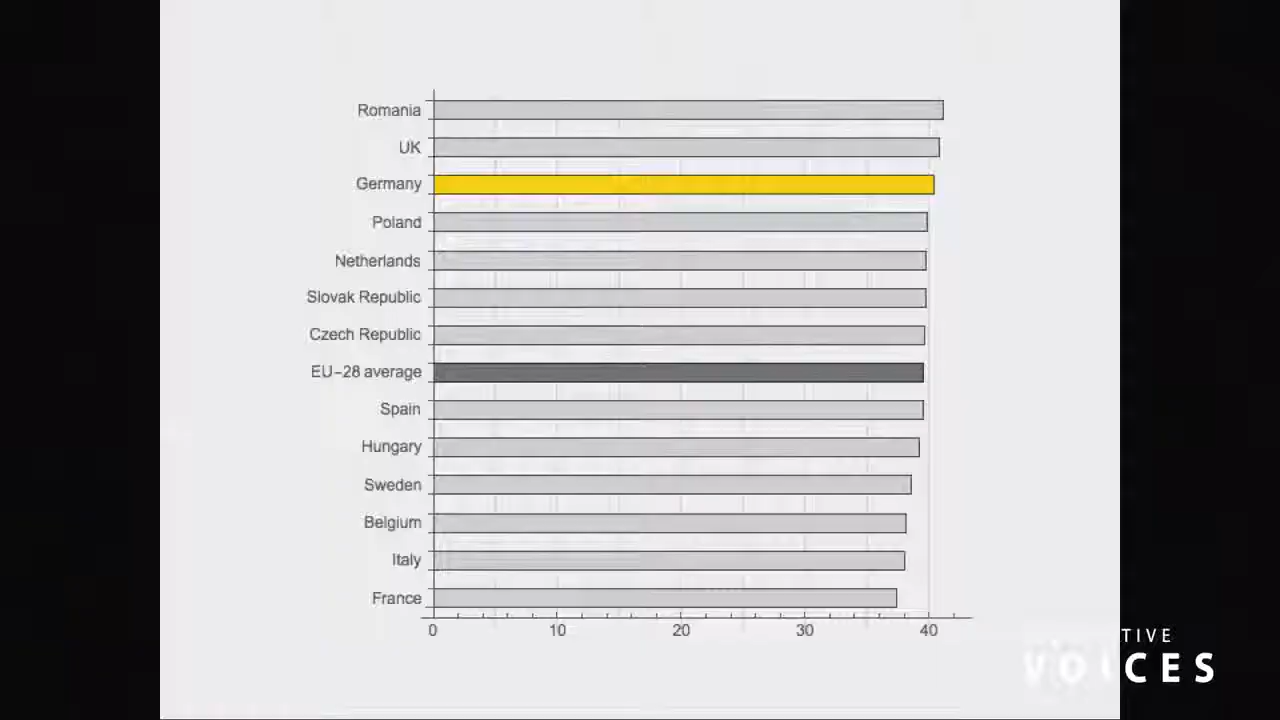 Romania
UK
Germany
Poland
Netherlands
Slovak Republic
Czech Republic
EU–28 average
Spain
Hungary
Sweden
Belgium
Italy
France
0 10 20 30 40
TIVE
VOICES